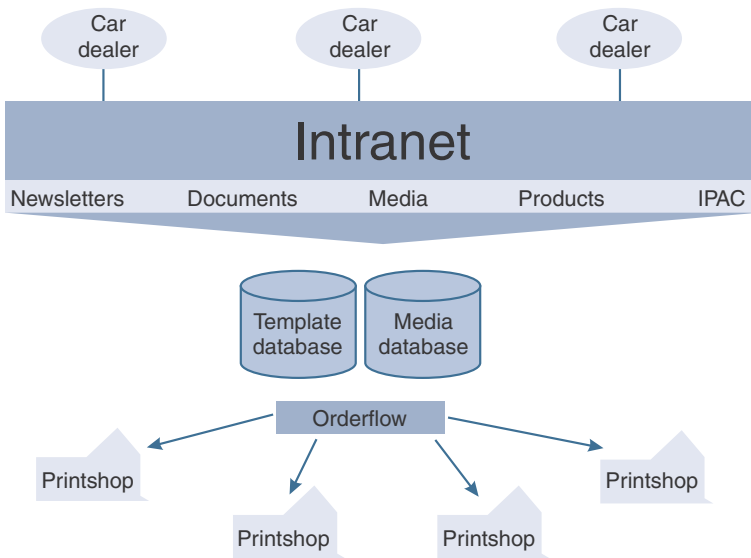 Car
dealer
Car
dealer
Car
dealer
Intranet
Newsletters Documents Media Products IPAC
Template
database
Media
database
Orderflow
Printshop
Printshop
Printshop
Printshop